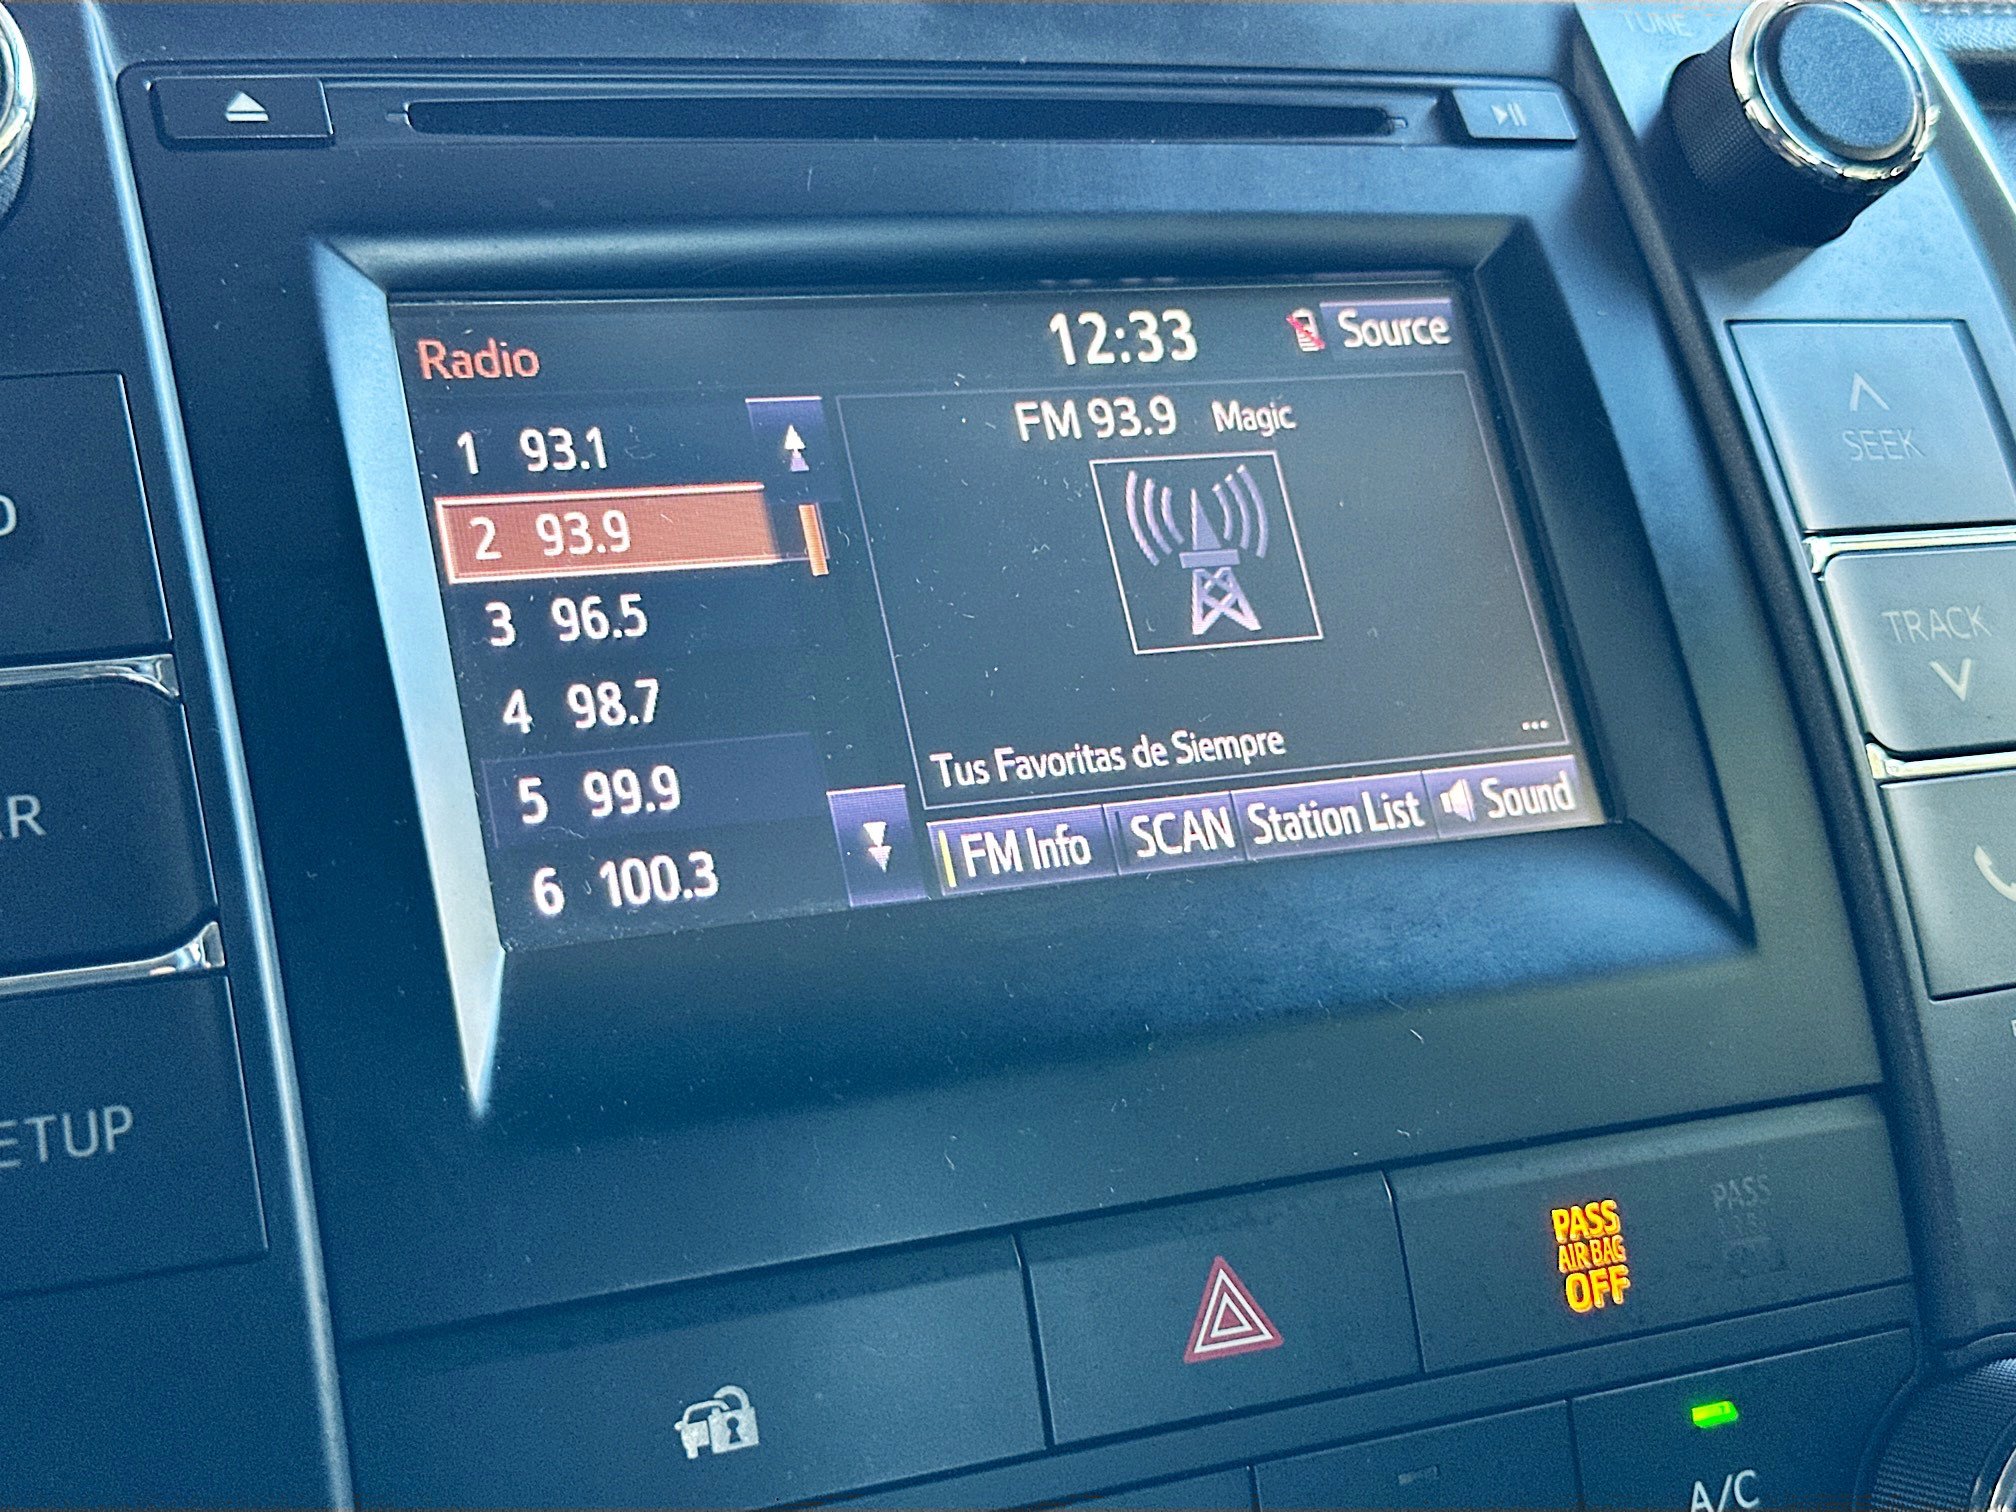 TUNE
Radio
12:33
Source
1 93.1
2 93.9
3 96.5
4 98.7
5 99.9
6 100.3
FM 93.9 Magic
Tus Favoritas de Siempre
...
FM Info
SCAN
Station List
Sound
SEEK
TRACK
D
AR
ETUP
PASS
AIR BAG
OFF
PASS
A/C